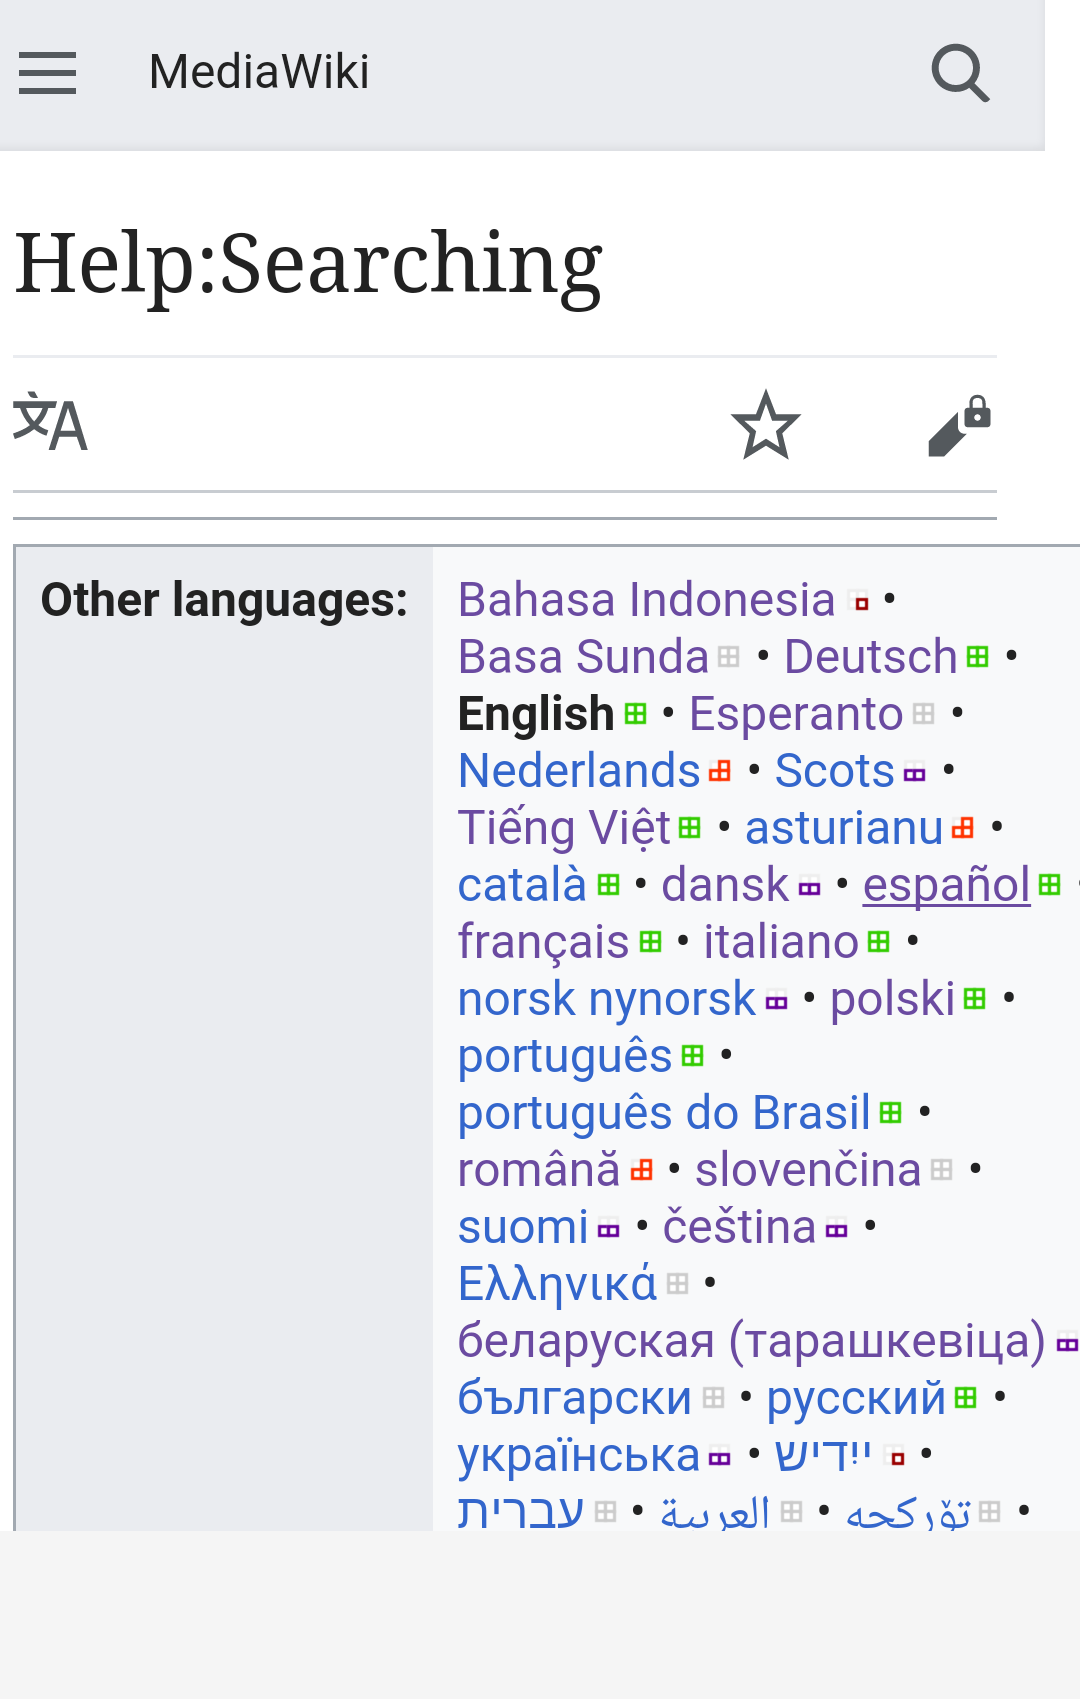 MediaWiki
Help:Searching
Other languages:
Bahasa Indonesia •
Basa Sunda • Deutsch •
English • Esperanto •
Nederlands • Scots •
Tiếng Việt • asturianu •
català • dansk • español •
français • italiano •
norsk nynorsk • polski •
português •
português do Brasil •
română • slovenčina •
suomi • čeština •
Ελληνικά •
беларуская (тарашкевіца)
български • русский •
українська • ייִדיש •
עברית • العربية • تۆرکجه •